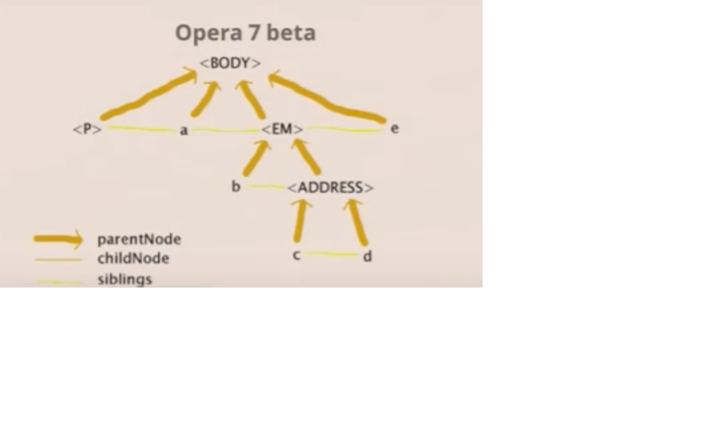 Opera 7 beta
<BODY>
<P> a <EM> e
b <ADDRESS>
c d
parentNode
childNode
siblings